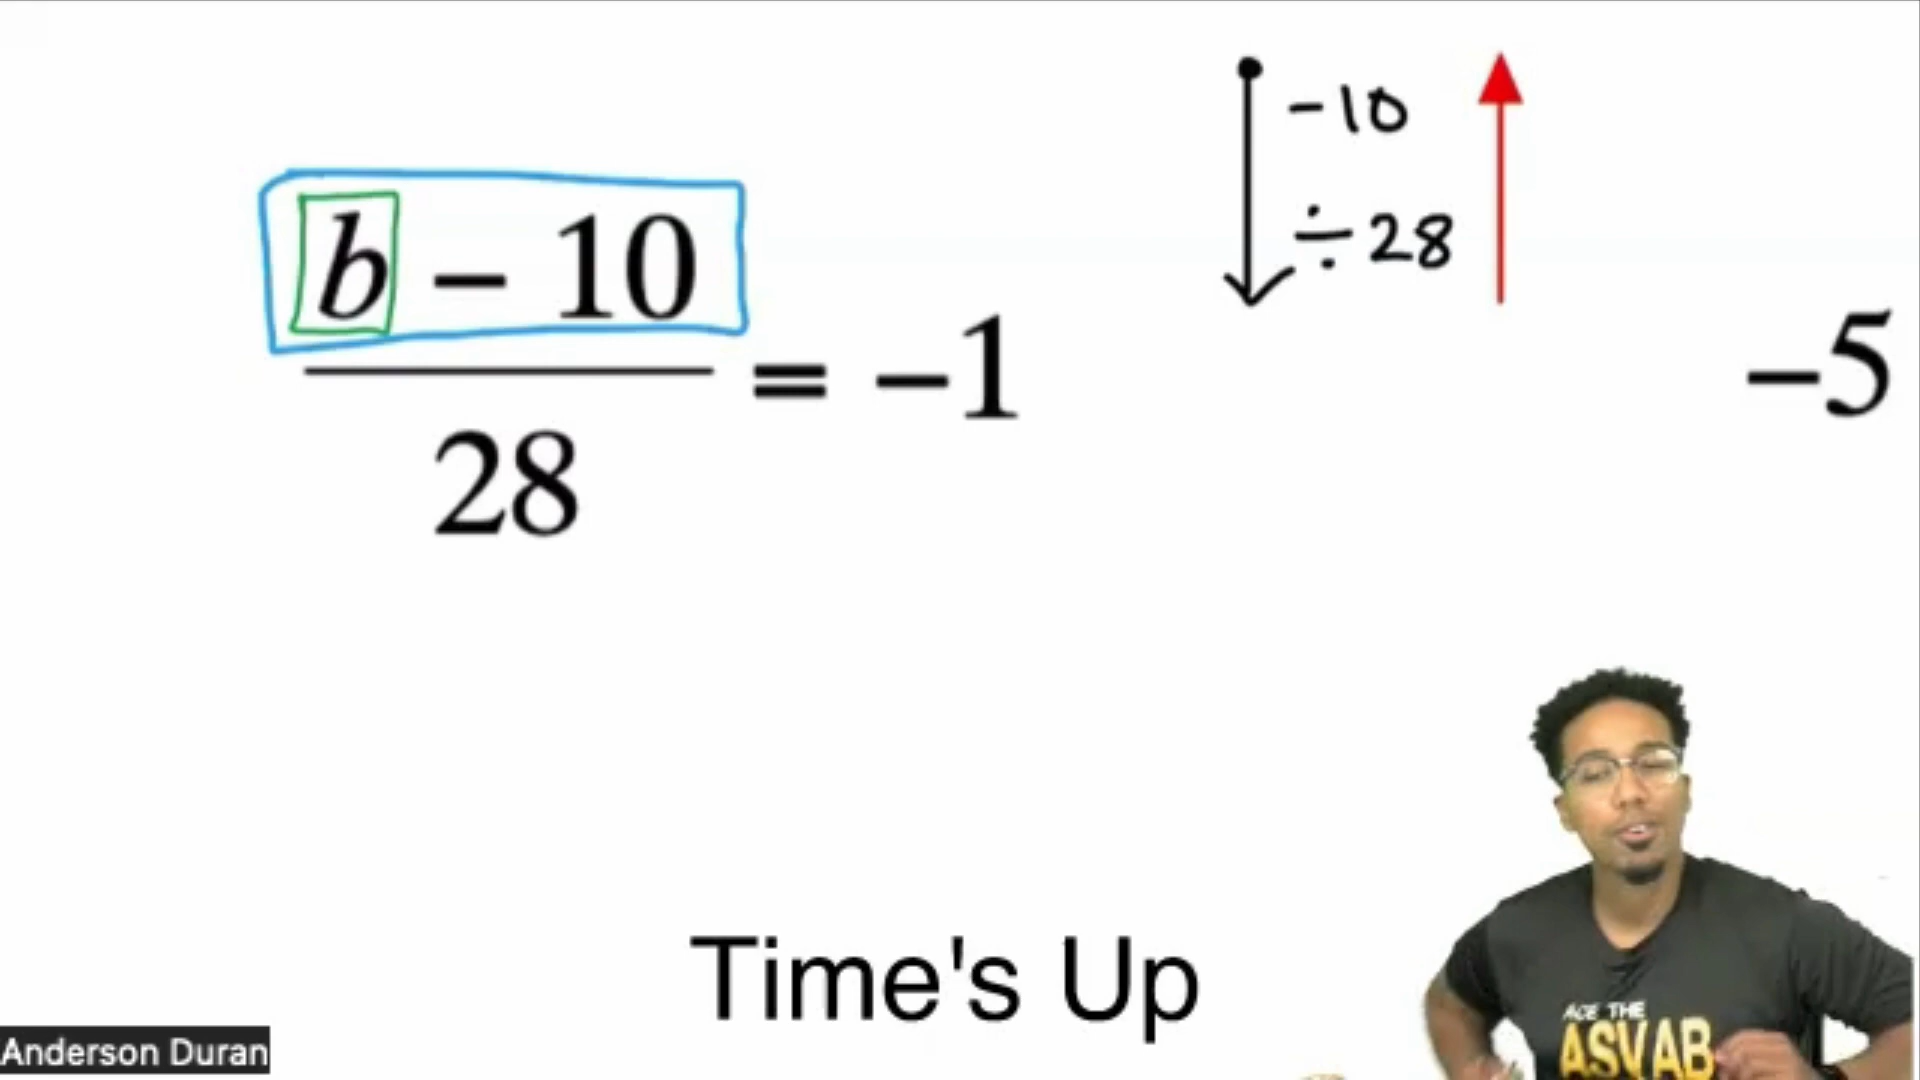 b − 10
28
= −1
−10
÷28
−5
Time's Up
Anderson Duran
ACE THE
ASVAB